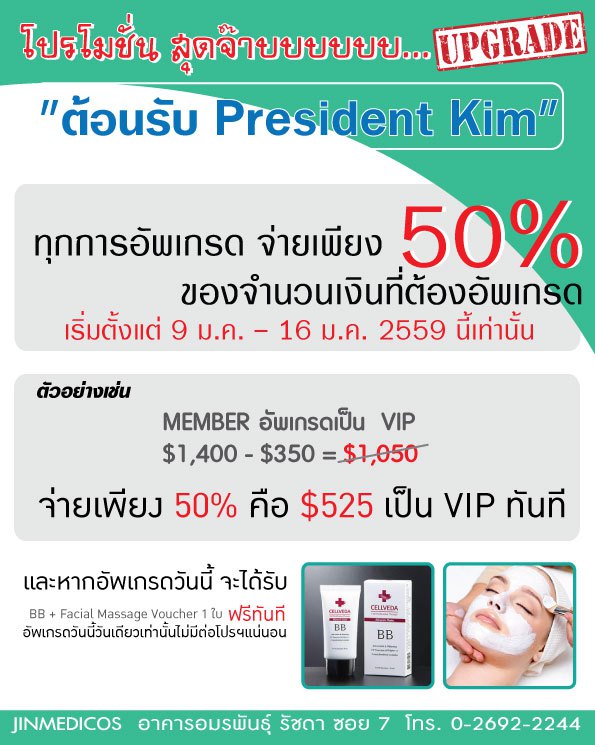 โปรโมชั่น สุดจ๊าบบบบบบ...
UPGRADE
"ต้อนรับ President Kim"
ทุกการอัพเกรด จ่ายเพียง 50%
ของจำนวนเงินที่ต้องอัพเกรด
เริ่มตั้งแต่ 9 ม.ค. – 16 ม.ค. 2559 นี้เท่านั้น
ตัวอย่างเช่น
MEMBER อัพเกรดเป็น VIP
$1,400 - $350 = $1,050
จ่ายเพียง 50% คือ $525 เป็น VIP ทันที
และหากอัพเกรดวันนี้ จะได้รับ
BB + Facial Massage Voucher 1 ใบ ฟรีทันที
อัพเกรดวันนี้วันเดียวเท่านั้นไม่มีต่อโปรฯแน่นอน
CELLVEDA
BB
CELLVEDA
BB
JINMEDICOS อาคารอมรพันธุ์ รัชดา ซอย 7 โทร. 0-2692-2244